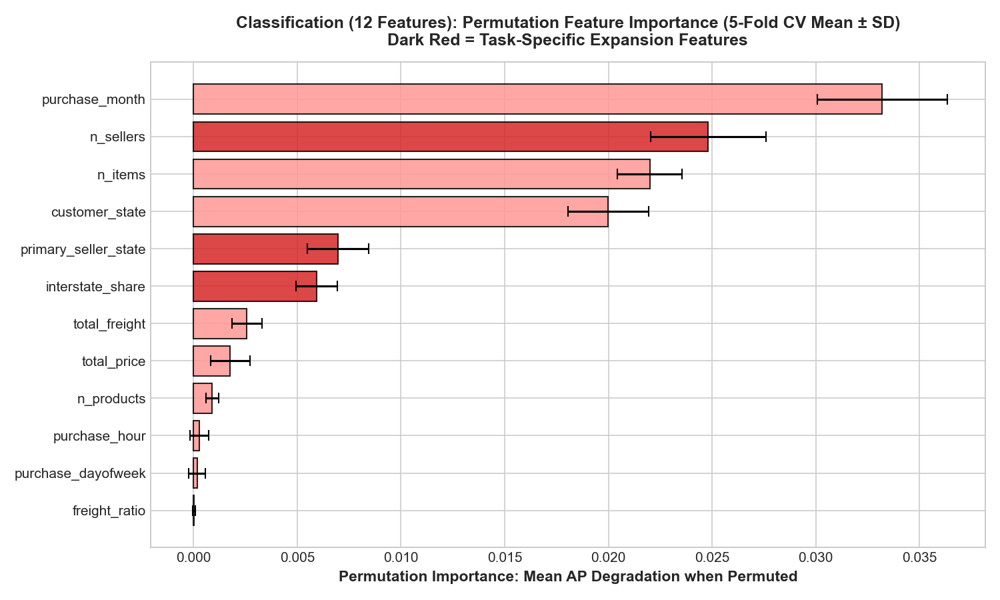 Classification (12 Features): Permutation Feature Importance (5-Fold CV Mean ± SD)
Dark Red = Task-Specific Expansion Features
purchase_month
n_sellers
n_items
customer_state
primary_seller_state
interstate_share
total_freight
total_price
n_products
purchase_hour
purchase_dayofweek
freight_ratio
0.000 0.005 0.010 0.015 0.020 0.025 0.030 0.035
Permutation Importance: Mean AP Degradation when Permuted